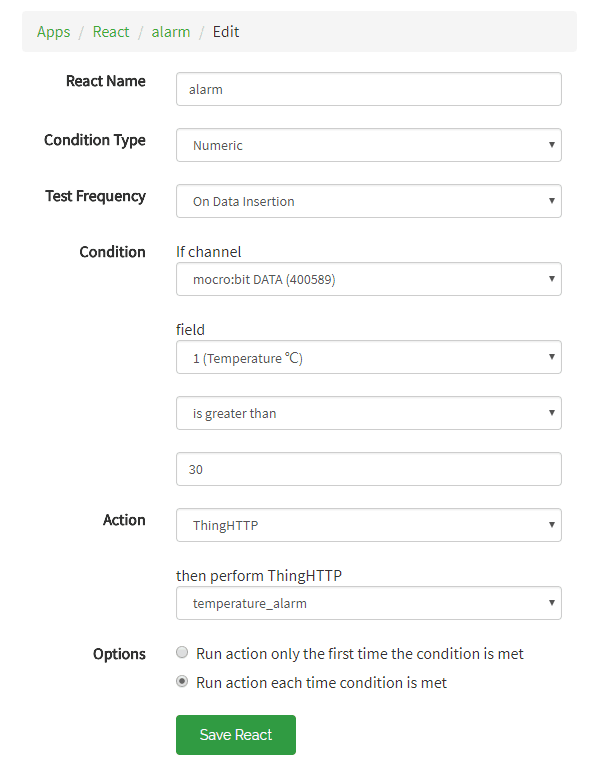 Apps / React / alarm / Edit
React Name alarm
Condition Type Numeric
Test Frequency On Data Insertion
Condition If channel
mocro:bit DATA (400589)
field
1 (Temperature ℃)
is greater than
30
Action ThingHTTP
then perform ThingHTTP
temperature_alarm
Options Run action only the first time the condition is met
Run action each time condition is met
Save React